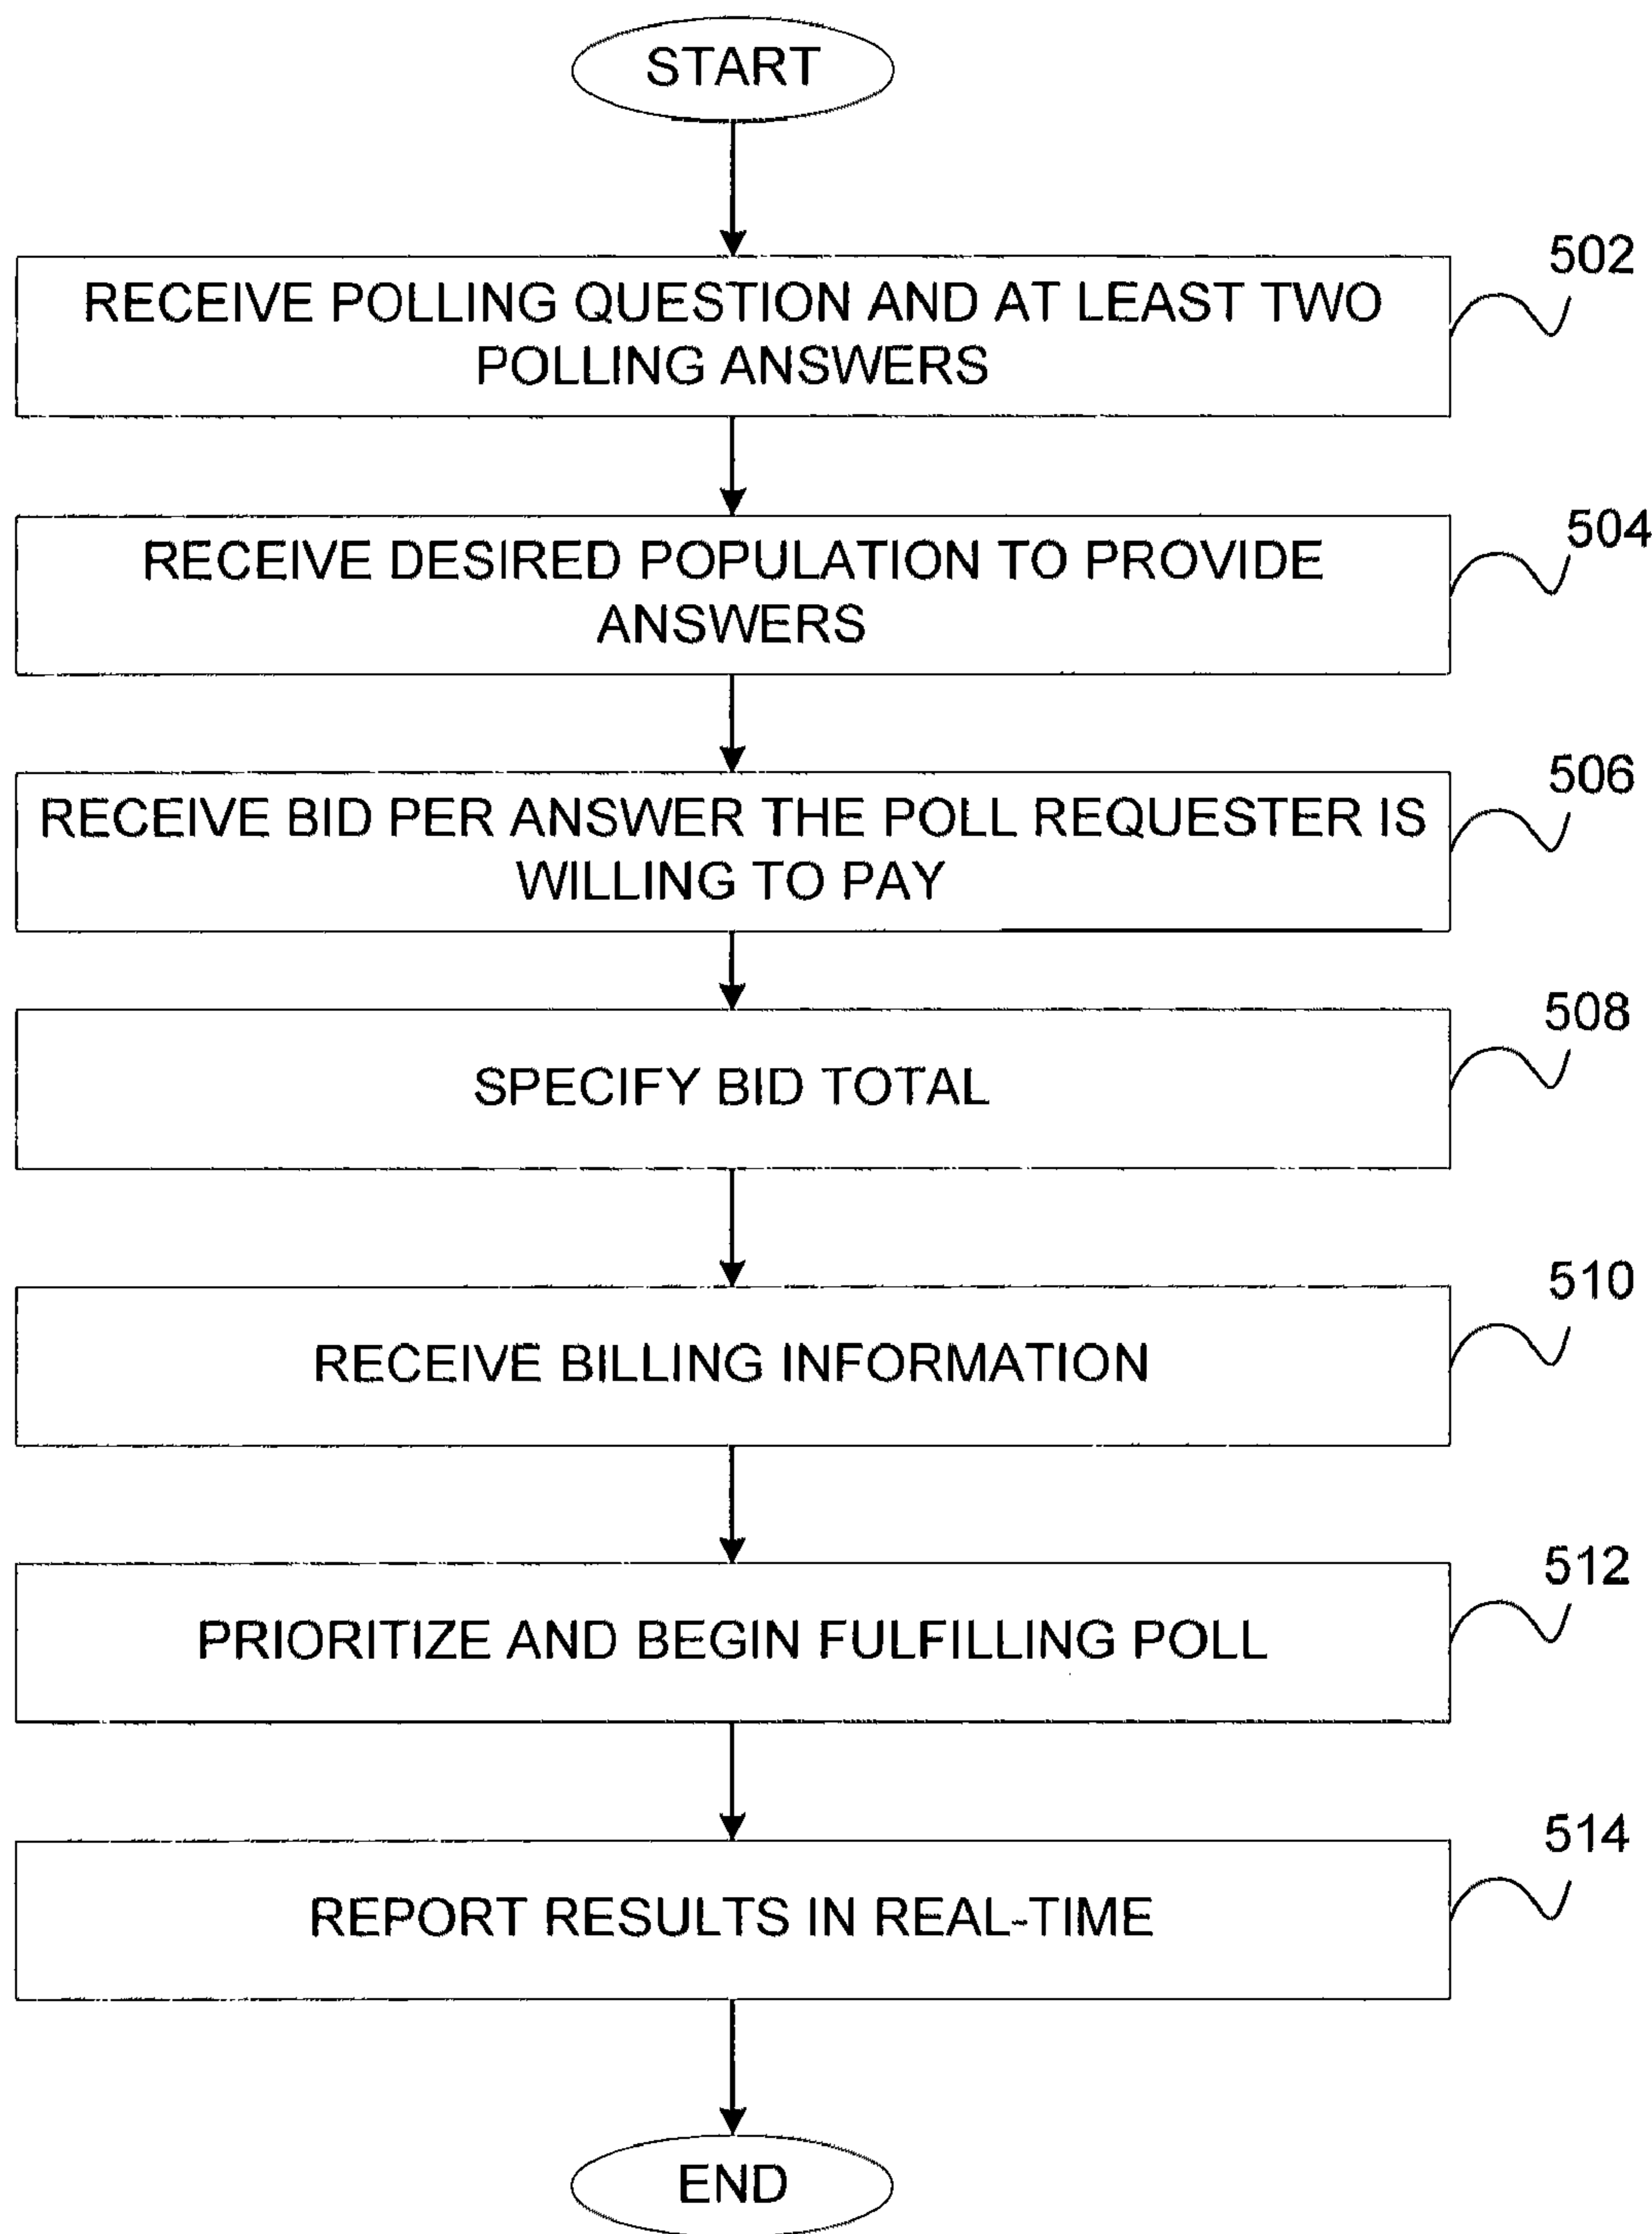 START
502
RECEIVE POLLING QUESTION AND AT LEAST TWO
POLLING ANSWERS
504
RECEIVE DESIRED POPULATION TO PROVIDE
ANSWERS
506
RECEIVE BID PER ANSWER THE POLL REQUESTER IS
WILLING TO PAY
508
SPECIFY BID TOTAL
510
RECEIVE BILLING INFORMATION
512
PRIORITIZE AND BEGIN FULFILLING POLL
514
REPORT RESULTS IN REAL-TIME
END